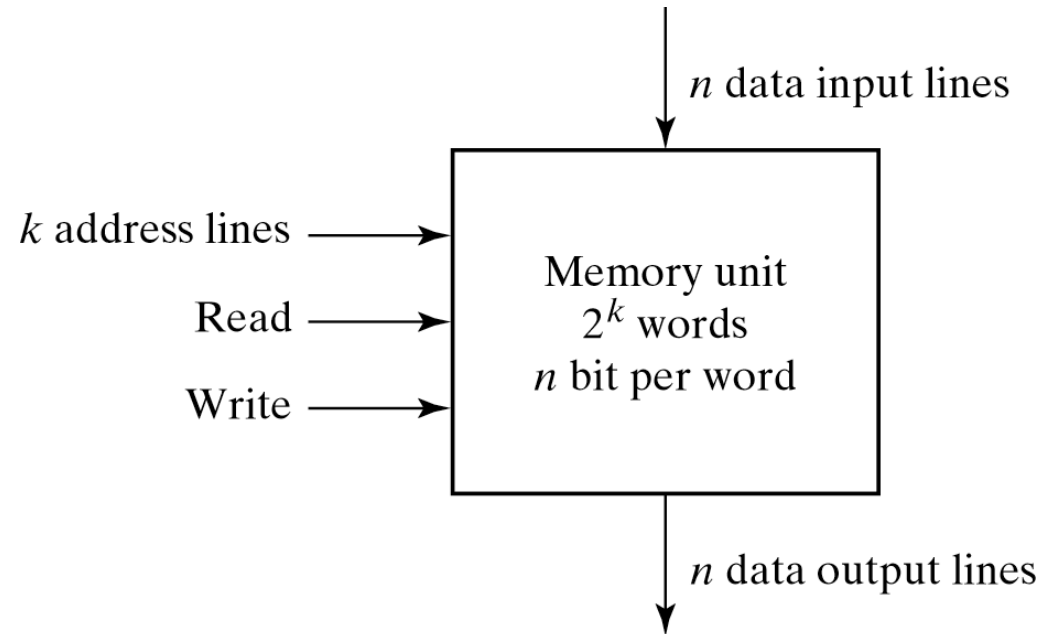 n data input lines
k address lines
Read
Write
Memory unit
2^k words
n bit per word
n data output lines